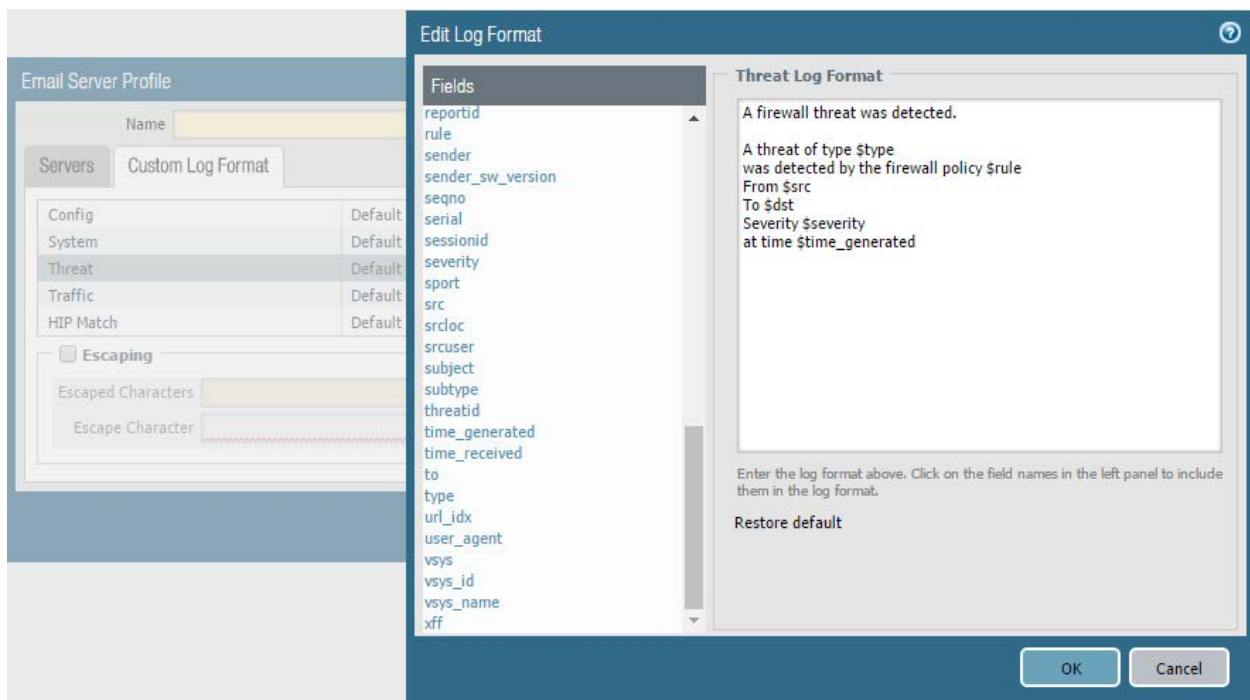 Edit Log Format
Email Server Profile
Name
Servers
Custom Log Format
Config Default
System Default
Threat Default
Traffic Default
HIP Match Default
Escaping
Escaped Characters
Escape Character
Fields
reportid
rule
sender
sender_sw_version
seqno
serial
sessionid
severity
sport
src
srcloc
srcuser
subject
subtype
threatid
time_generated
time_received
to
type
url_idx
user_agent
vsys
vsys_id
vsys_name
xff
Threat Log Format
A firewall threat was detected.
A threat of type $type
was detected by the firewall policy $rule
From $src
To $dst
Severity $severity
at time $time_generated
Enter the log format above. Click on the field names in the left panel to include
them in the log format.
Restore default
OK
Cancel